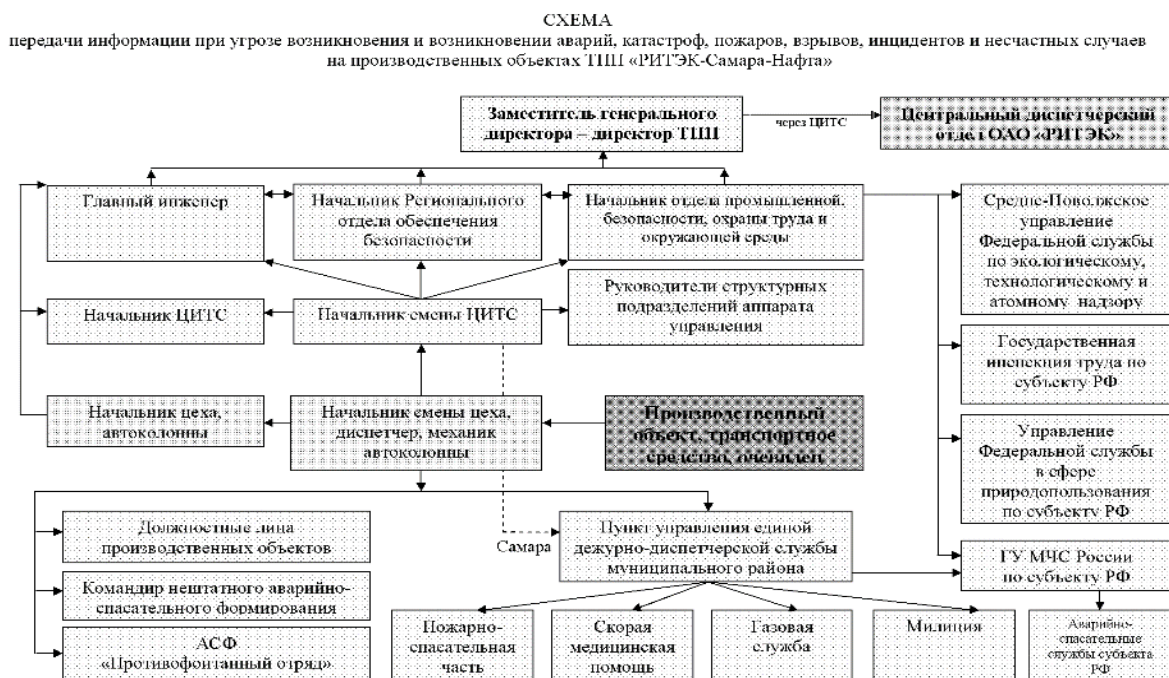 СХЕМА
передачи информации при угрозе возникновения и возникновении аварий, катастроф, пожаров, взрывов, инцидентов и несчастных случаев
на производственных объектах ТПП «РИТЭК-Самара-Нафта»
Заместитель генерального
директора – директор ТПП
через ЦИТС
Центральный диспетчерский
отдел ОАО «РИТЭК»
Главный инженер
Начальник Регионального
отдела обеспечения
безопасности
Начальник отдела промышленной,
безопасности, охраны труда и
окружающей среды
Средне-Поволжское
управление
Федеральной службы
по экологическому,
технологическому
и атомному надзору
Начальник ЦИТС
Начальник смены ЦИТС
Руководители структурных
подразделений аппарата
управления
Государственная
инспекция труда по
субъекту РФ
Начальник цеха,
автоколонны
Начальник смены цеха,
диспетчер, механик
автоколонны
Производственный
объект, транспортное
средство, очевидец
Управление
Федеральной службы
в сфере
природопользования
по субъекту РФ
Должностные лица
производственных объектов
Самара
Пункт управления единой
дежурно-диспетчерской службы
муниципального района
ГУ МЧС России
по субъекту РФ
Командир нештатного аварийно-
спасательного формирования
АСФ
«Противофонтанный отряд»
Пожарно-
спасательная
часть
Скорая
медицинская
помощь
Газовая
служба
Милиция
Аварийно-
спасательные
службы субъекта
РФ